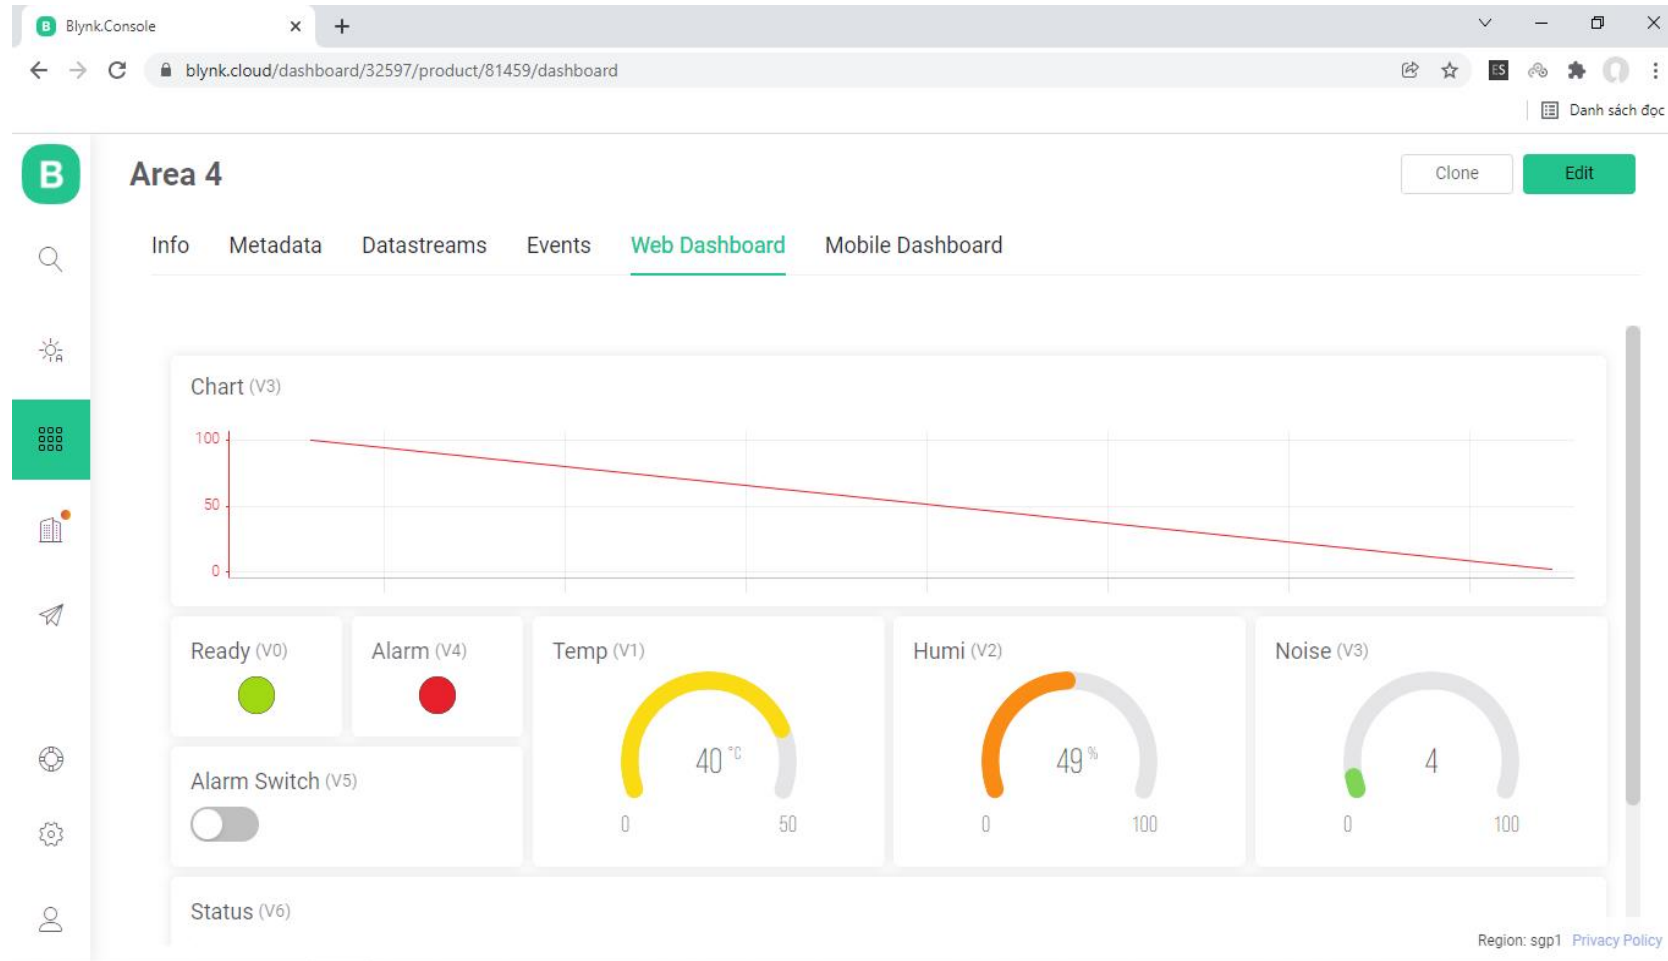 B Blynk.Console
blynk.cloud/dashboard/32597/product/81459/dashboard
ES
Danh sách đọc
B
Area 4
Clone
Edit
Info Metadata Datastreams Events Web Dashboard Mobile Dashboard
A
Chart (V3)
100
50
0
Ready (V0)
Alarm (V4)
Temp (V1)
40 °C
0 50
Humi (V2)
49 %
0 100
Noise (V3)
4
0 100
Alarm Switch (V5)
Status (V6)
Region: sgp1 Privacy Policy